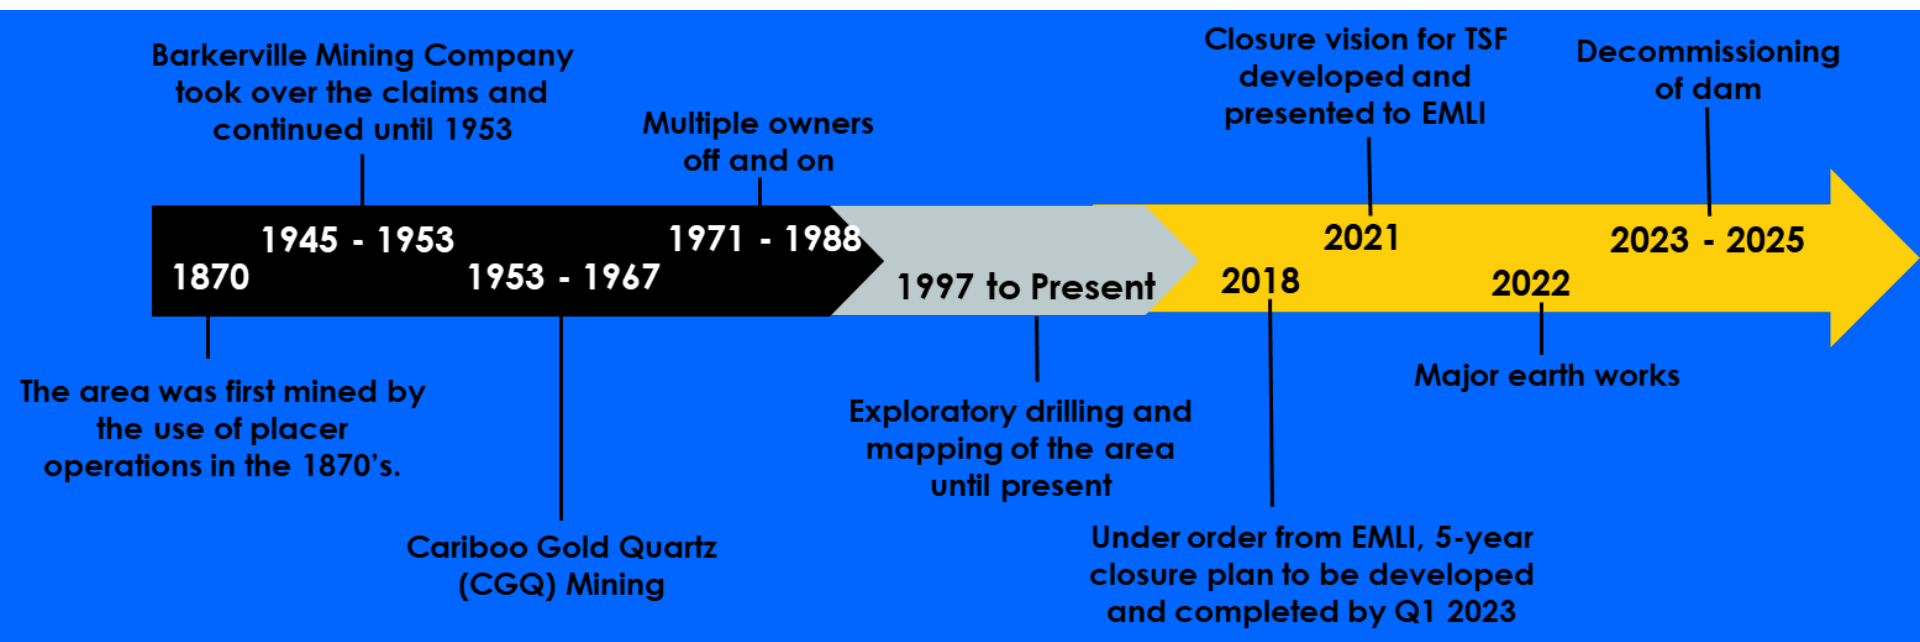 Barkerville Mining Company
took over the claims and
continued until 1953
Multiple owners
off and on
Closure vision for TSF
developed and
presented to EMLI
Decommissioning
of dam
1870
1945 - 1953
1953 - 1967
1971 - 1988
1997 to Present
2018
2021
2022
2023 - 2025
The area was first mined by
the use of placer
operations in the 1870's.
Cariboo Gold Quartz
(CGQ) Mining
Exploratory drilling and
mapping of the area
until present
Under order from EMLI, 5-year
closure plan to be developed
and completed by Q1 2023
Major earth works